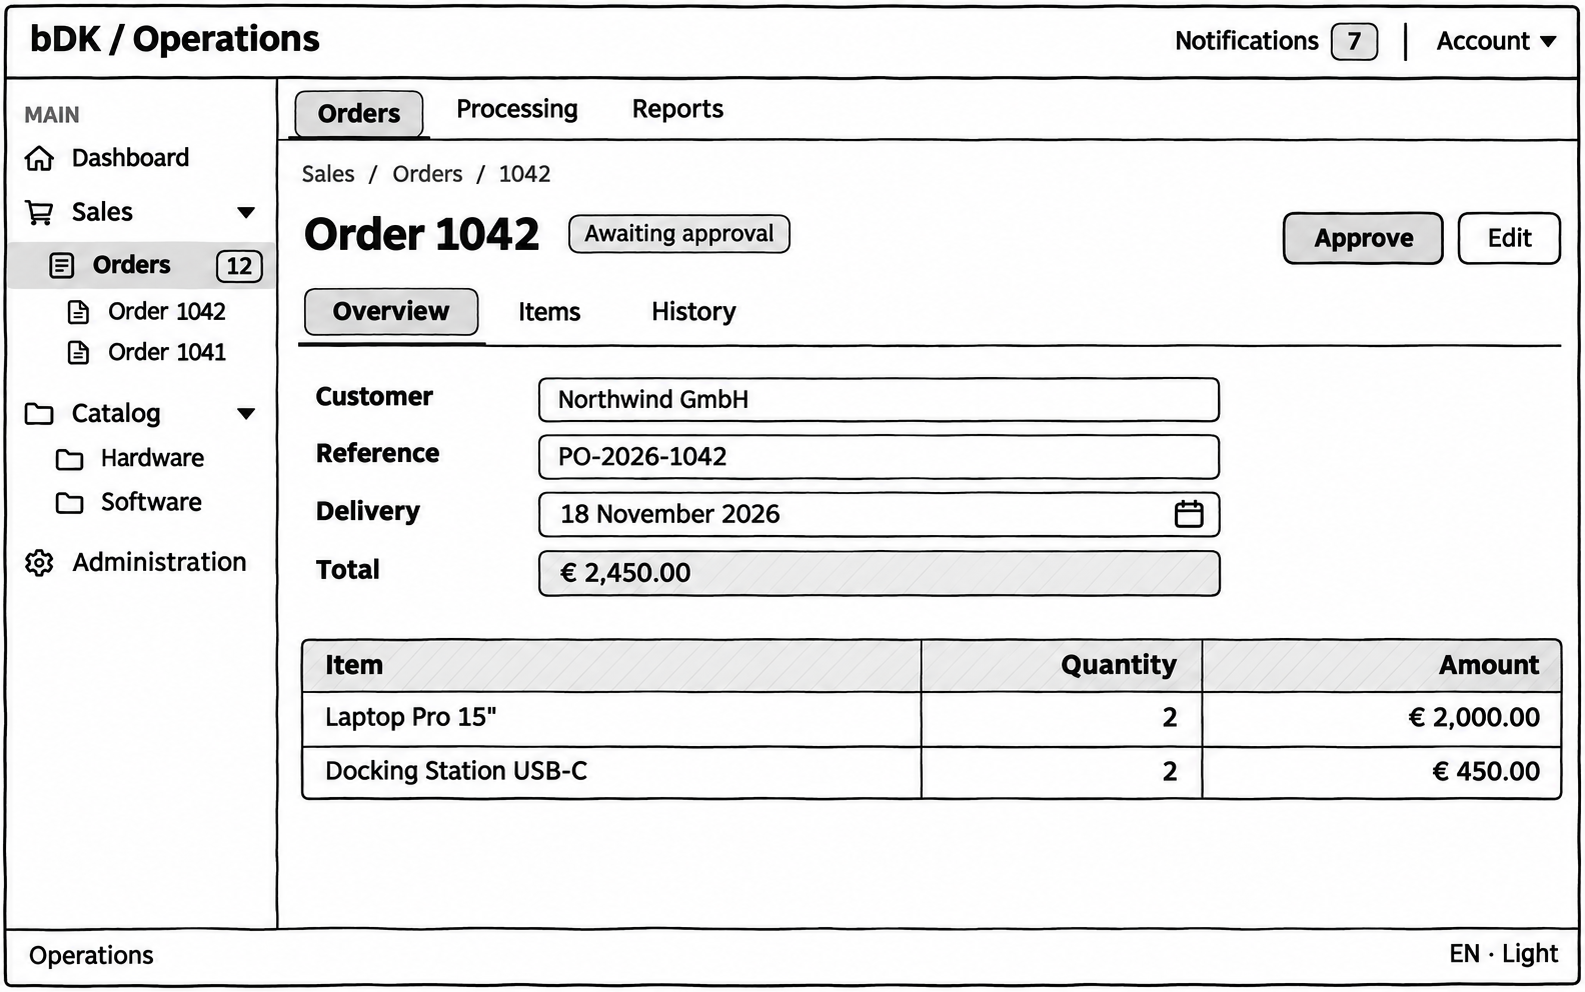 bDK / Operations
Notifications 7 Account
MAIN
Dashboard
Sales
Orders 12
Order 1042
Order 1041
Catalog
Hardware
Software
Administration
Orders Processing Reports
Sales / Orders / 1042
Order 1042 Awaiting approval Approve Edit
Overview Items History
Customer Northwind GmbH
Reference PO-2026-1042
Delivery 18 November 2026
Total € 2,450.00
Item Quantity Amount
Laptop Pro 15" 2 € 2,000.00
Docking Station USB-C 2 € 450.00
Operations EN · Light